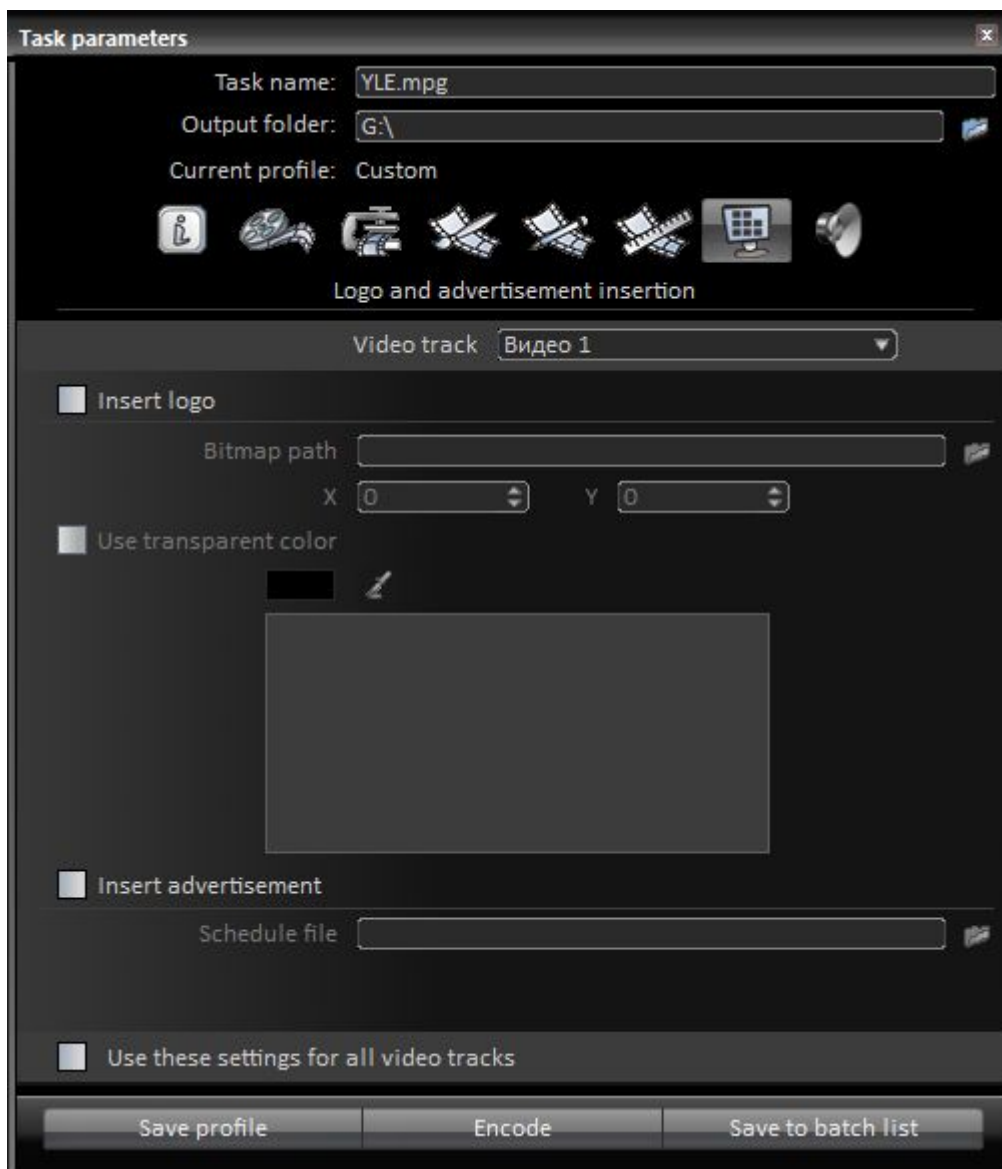 Task parameters
Task name: YLE.mpg
Output folder: G:\
Current profile: Custom
Logo and advertisement insertion
Video track Видео 1
Insert logo
Bitmap path
X 0 Y 0
Use transparent color
Insert advertisement
Schedule file
Use these settings for all video tracks
Save profile Encode Save to batch list